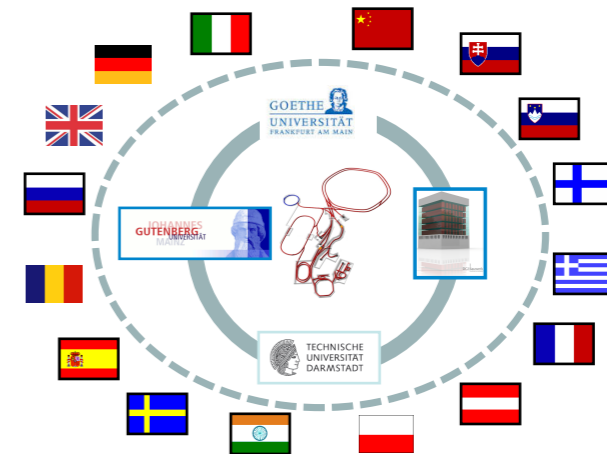 GOETHE
UNIVERSITÄT
FRANKFURT AM MAIN
JOHANNES
GUTENBERG
UNIVERSITÄT
MAINZ
TECHNISCHE
UNIVERSITÄT
DARMSTADT